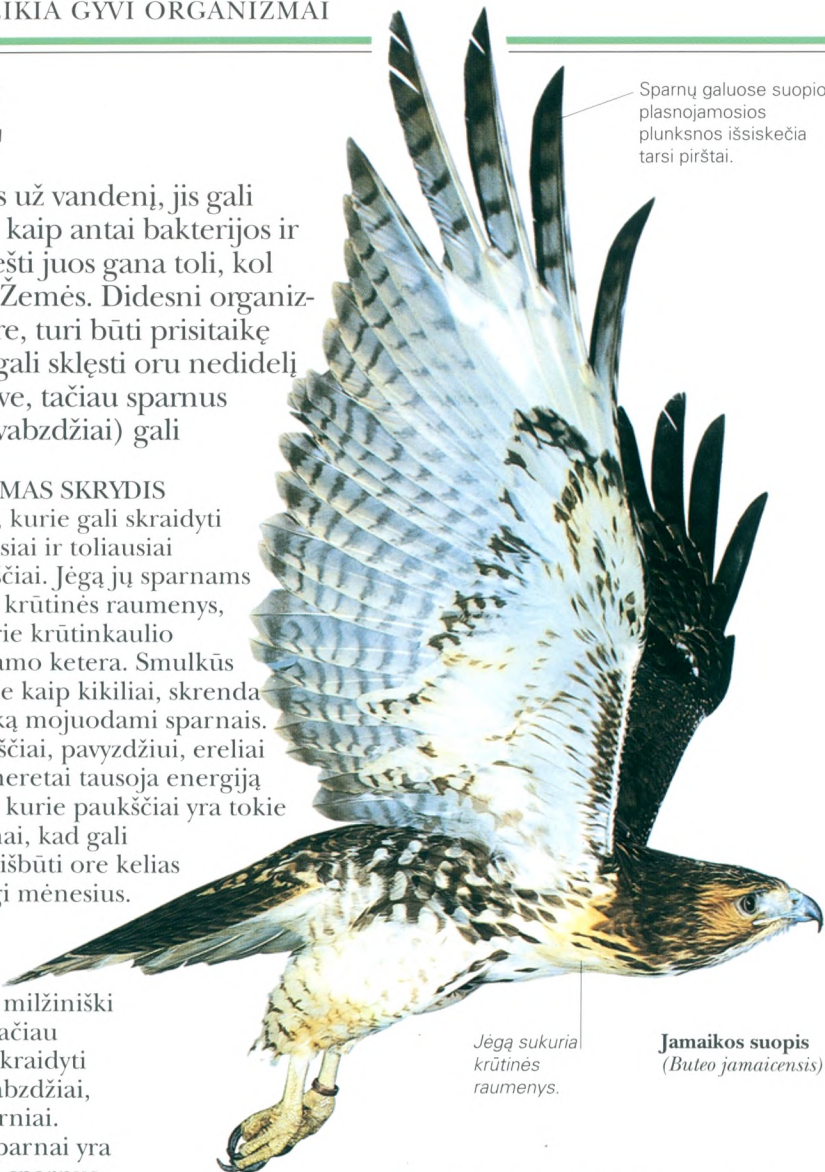 EIKIA GYVI ORGANIZMAI
Sparnų galuose suopio
plasnojamosios
plunksnos išsiskečia
tarsi pirštai.
s už vandenį, jis gali
kaip antai bakterijos ir
ešti juos gana toli, kol
Žemės. Didesni organiz-
re, turi būti prisitaikę
gali sklęsti oru nedidelį
ve, tačiau sparnus
vabzdžiai) gali
MAS SKRYDIS
, kurie gali skraidyti
siai ir toliausiai
čiai. Jėgą jų sparnams
krūtinės raumenys,
rie krūtinkaulio
amo ketera. Smulkūs
e kaip kikiliai, skrenda
ką mojuodami sparnais.
ščiai, pavyzdžiui, ereliai
neretai tausoja energiją
kurie paukščiai yra tokie
nai, kad gali
išbūti ore kelias
gi mėnesius.
milžiniški
ačiau
kraidyti
abzdžiai,
rniai.
parnai yra
Jėgą sukuria
krūtinės
raumenys.
Jamaikos suopis
(Buteo jamaicensis)